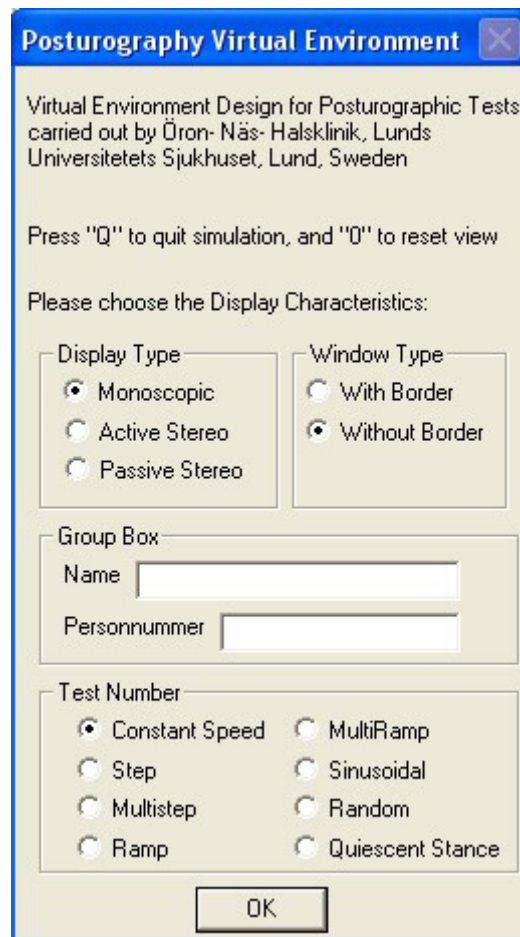 Posturography Virtual Environment
Virtual Environment Design for Posturographic Tests
carried out by Öron- Näs- Halsklinik, Lunds
Universitetets Sjukhuset, Lund, Sweden
Press "Q" to quit simulation, and "0" to reset view
Please choose the Display Characteristics:
Display Type
Monoscopic
Active Stereo
Passive Stereo
Window Type
With Border
Without Border
Group Box
Name
Personnummer
Test Number
Constant Speed
Step
Multistep
Ramp
MultiRamp
Sinusoidal
Random
Quiescent Stance
OK